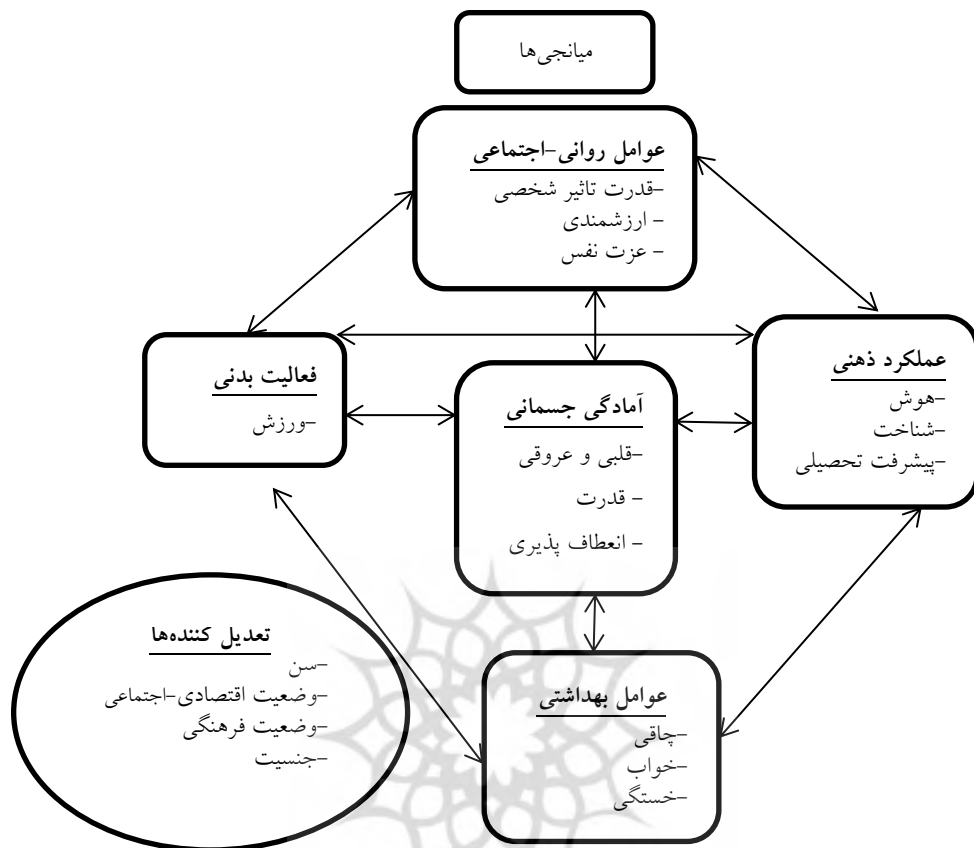 میانجی‌ها
عوامل روانی-اجتماعی
-قدرت تاثیر شخصی
- ارزشمندی
- عزت نفس
عملکرد ذهنی
-هوش
-شناخت
-پیشرفت تحصیلی
آمادگی جسمانی
-قلبی و عروقی
- قدرت
- انعطاف پذیری
فعالیت بدنی
-ورزش
عوامل بهداشتی
-چاقی
-خواب
-خستگی
تعدیل کننده‌ها
-سن
-وضعیت اقتصادی-اجتماعی
-وضعیت فرهنگی
-جنسیت